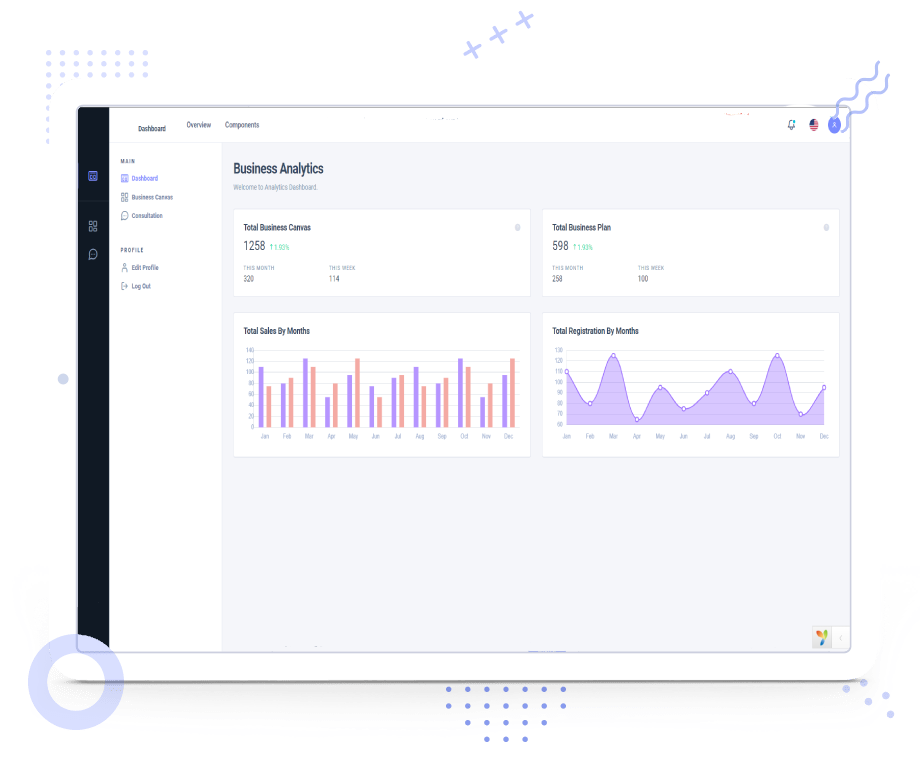 Dashboard Overview Components
MAIN
Dashboard
Business Canvas
Consultation
PROFILE
Edit Profile
Log Out
Business Analytics
Welcome to Analytics Dashboard.
Total Business Canvas
1258 ↑1.93%
THIS MONTH THIS WEEK
320 114
Total Business Plan
598 ↑1.93%
THIS MONTH THIS WEEK
258 100
Total Sales By Months
140
120
100
80
60
40
20
0
Jan Feb Mar Apr May Jun Jul Aug Sep Oct Nov Dec
Total Registration By Months
130
120
110
100
90
80
70
60
Jan Feb Mar Apr May Jun Jul Aug Sep Oct Nov Dec